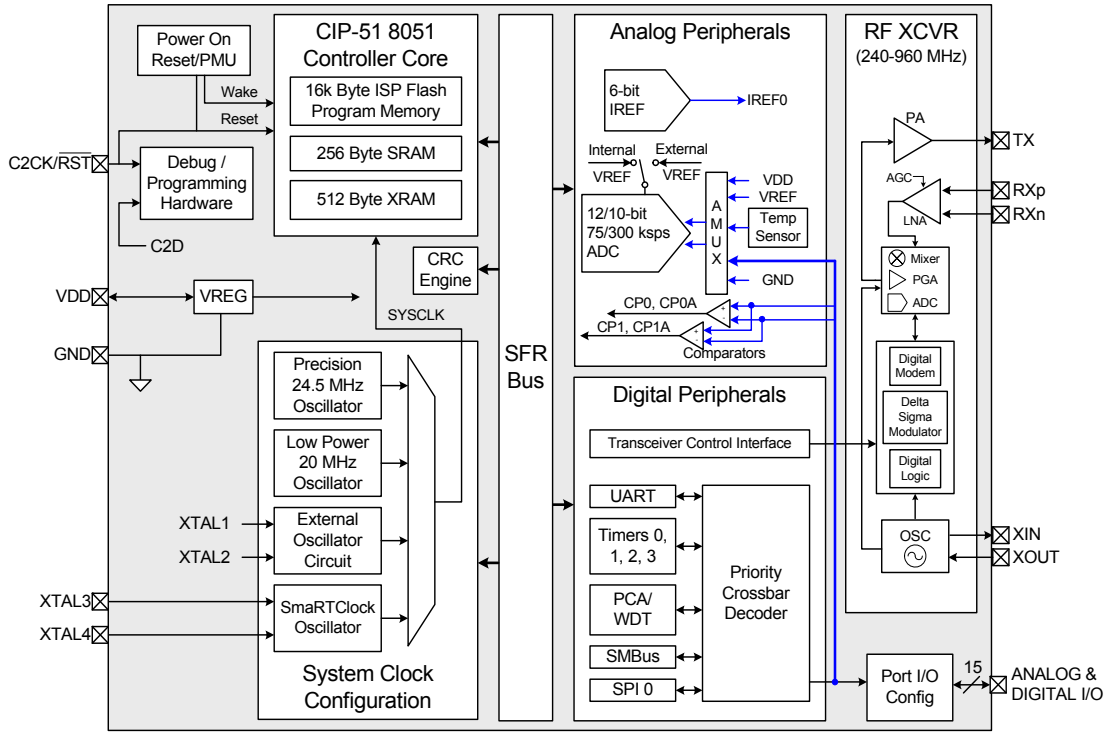 Power On
Reset/PMU
Wake
Reset
C2CK/RST
Debug /
Programming
Hardware
C2D
VDD
VREG
GND
CIP-51 8051
Controller Core
16k Byte ISP Flash
Program Memory
256 Byte SRAM
512 Byte XRAM
CRC
Engine
SYSCLK
Precision
24.5 MHz
Oscillator
Low Power
20 MHz
Oscillator
XTAL1
XTAL2
External
Oscillator
Circuit
XTAL3
XTAL4
SmaRTClock
Oscillator
System Clock
Configuration
SFR
Bus
Analog Peripherals
6-bit
IREF
IREF0
Internal
VREF
External
VREF
12/10-bit
75/300 ksps
ADC
A
M
U
X
VDD
VREF
Temp
Sensor
GND
CP0, CP0A
+
-
CP1, CP1A
+
-
Comparators
Digital Peripherals
Transceiver Control Interface
UART
Timers 0,
1, 2, 3
PCA/
WDT
SMBus
SPI 0
Priority
Crossbar
Decoder
RF XCVR
(240-960 MHz)
PA
TX
AGC
LNA
RXp
RXn
Mixer
PGA
ADC
Digital
Modem
Delta
Sigma
Modulator
Digital
Logic
OSC
XIN
XOUT
Port I/O
Config
15
ANALOG &
DIGITAL I/O